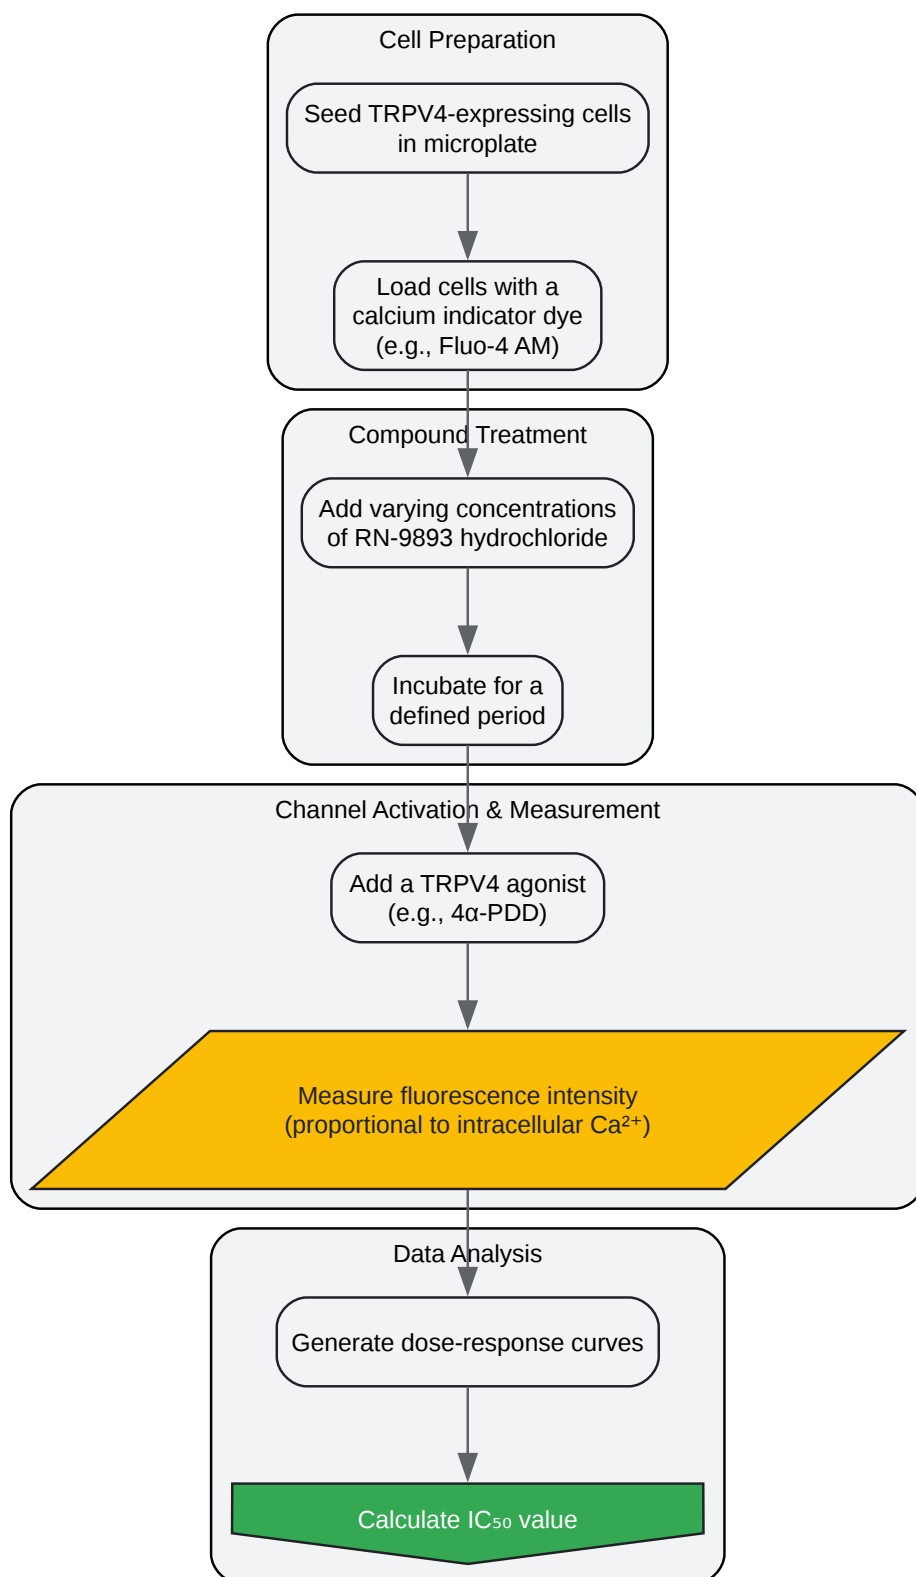 Cell Preparation
Seed TRPV4-expressing cells
in microplate
Load cells with a
calcium indicator dye
(e.g., Fluo-4 AM)
Compound Treatment
Add varying concentrations
of RN-9893 hydrochloride
Incubate for a
defined period
Channel Activation & Measurement
Add a TRPV4 agonist
(e.g., 4α-PDD)
Measure fluorescence intensity
(proportional to intracellular Ca²⁺)
Data Analysis
Generate dose-response curves
Calculate IC₅₀ value